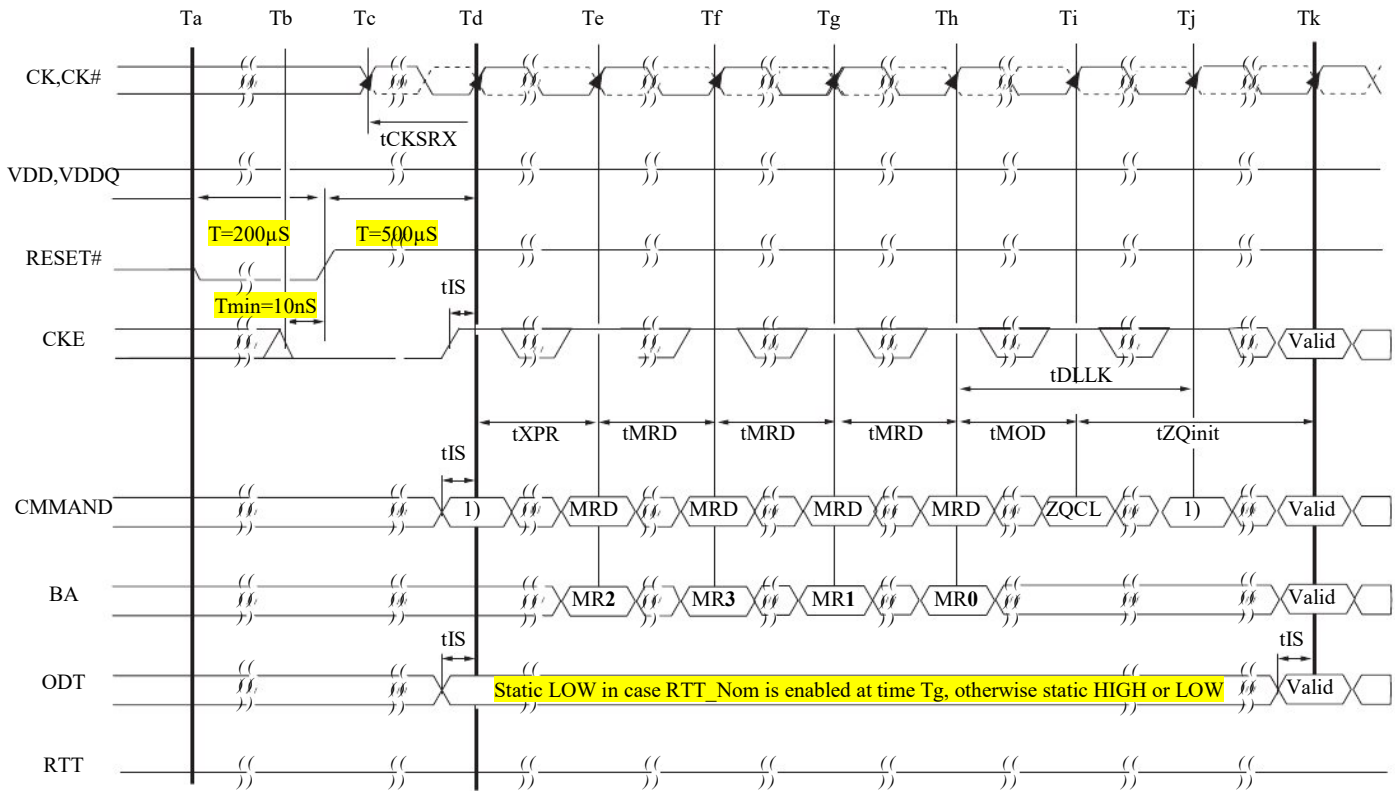 Ta Tb Tc Td Te Tf Tg Th Ti Tj Tk
CK,CK#
tCKSRX
VDD,VDDQ
T=200µS T=500µS
RESET#
tIS
Tmin=10nS
CKE Valid
tDLLK
tXPR tMRD tMRD tMRD tMOD tZQinit
tIS
CMMAND 1) MRD MRD MRD MRD ZQCL 1) Valid
BA MR2 MR3 MR1 MR0 Valid
tIS tIS
ODT Static LOW in case RTT_Nom is enabled at time Tg, otherwise static HIGH or LOW Valid
RTT